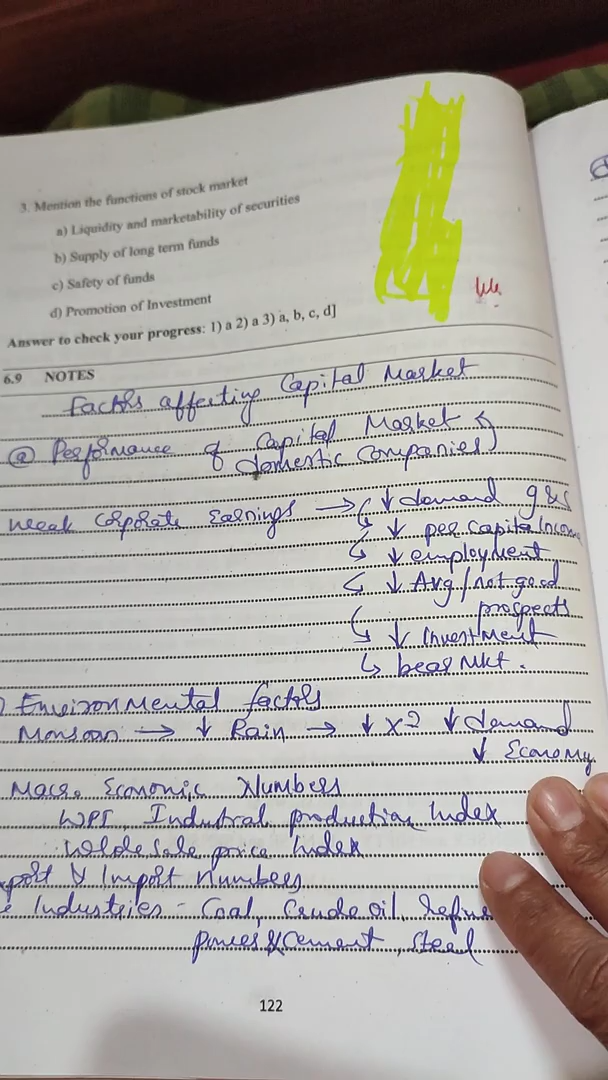 3. Mention the functions of stock market
a) Liquidity and marketability of securities
b) Supply of long term funds
c) Safety of funds
d) Promotion of Investment
Answer to check your progress: 1) a 2) a 3) a, b, c, d]
6.9 NOTES
Factors affecting Capital Market
@ Performance of Capital Market
domestic Companies
Weak Corporate Earnings → ↓ demand g&s
↳ ↓ per Capita Income
↳ ↓ employment
↳ ↓ Avg/not good
prospects
↳ ↓ Investment
↳ bear Mkt.
Environmental factors
Monsoon → ↓ Rain → ↓ ↓ demand
↓ Economy
Macro Economic Numbers
WPI, Industrial production Index
Wholesale price Index
port & Import Numbers
Industries - Coal, Crude oil, Refine
& Cement, Steel
122